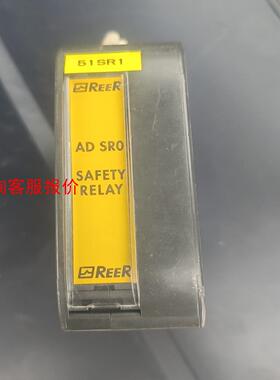 51SR1
REER
AD SR0
SAFETY
RELAY
询客服报价
REER